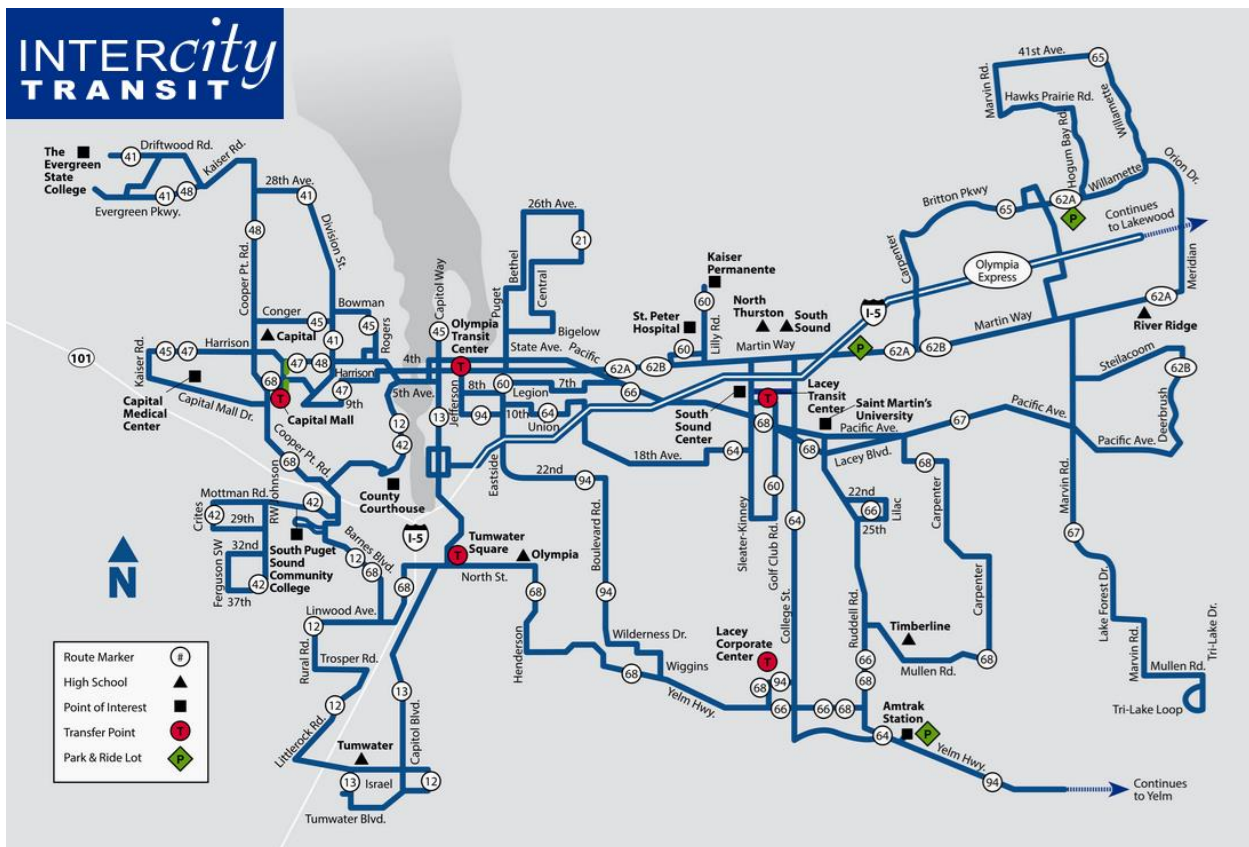 INTERcity
TRANSIT
41st Ave.
65
Marvin Rd.
Hawks Prairie Rd.
Willamette
Hogum Bay Rd.
Orion Dr.
Willamette
62A
P
Britton Pkwy
65
Continues
to Lakewood
Olympia
Express
Carpenter
I-5
Meridian
62A
Martin Way
River Ridge
The
Evergreen
State
College
41
Driftwood Rd.
Kaiser Rd.
41
48
Evergreen Pkwy.
28th Ave.
41
Division St.
48
Cooper Pt. Rd.
Conger
45
Bowman
45
Rogers
Capital
41
101
Kaiser Rd.
45
47
Harrison
47
48
Harrison
47
9th
68
T
Capital Mall
Capital
Medical
Center
Capital Mall Dr.
Capitol Way
45
Olympia
Transit
Center
T
4th
5th Ave.
12
42
13
Jefferson
8th
94
10th
Legion
7th
64
Union
State Ave.
Pacific
60
66
62A
62B
26th Ave.
21
Bethel
Central
Puget
Bigelow
Kaiser
Permanente
60
St. Peter
Hospital
60
Lilly Rd.
North
Thurston
South
Sound
Martin Way
P
62A
62B
Lacey
Transit
Center
T
South
Sound
Center
68
Saint Martin's
University
Pacific Ave.
68
Lacey Blvd.
67
Pacific Ave.
Steilacoom
62B
Deerbrush
Pacific Ave.
18th Ave.
64
Eastside
22nd
94
Boulevard Rd.
94
Sleater-Kinney
60
Golf Club Rd.
64
College St.
22nd
66
Lilac
25th
68
Carpenter
Carpenter
Marvin Rd.
67
Lake Forest Dr.
Marvin Rd.
Mullen Rd.
Tri-Lake Dr.
Tri-Lake Loop
Cooper Pt. Rd.
68
County
Courthouse
Mottman Rd.
42
Crites
42
29th
RW Johnson
32nd
Ferguson SW
42
37th
South Puget
Sound
Community
College
Barnes Blvd.
12
68
I-5
Tumwater
Square
T
Olympia
North St.
68
Linwood Ave.
12
Rural Rd.
Trosper Rd.
12
Littlerock Rd.
13
Capitol Blvd.
Tumwater
13
Israel
12
Tumwater Blvd.
68
Henderson
Wilderness Dr.
Wiggins
68
Yelm Hwy.
Lacey
Corporate
Center
T
68
94
66
66
68
Ruddell Rd.
66
68
Timberline
Mullen Rd.
68
Amtrak
Station
P
64
Yelm Hwy.
94
Continues
to Yelm
N
Route Marker
#
High School
Point of Interest
Transfer Point
T
Park & Ride Lot
P